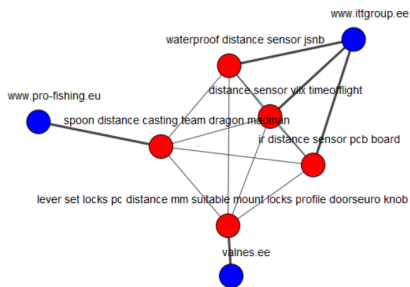 www.ittgroup.ee
waterproof distance sensor jsnb
distance sensor vl1x timeofflight
www.pro-fishing.eu
spoon distance casting team dragon madman
ir distance sensor pcb board
lever set locks pc distance mm suitable mount locks profile doorseuro knob
valnes.ee